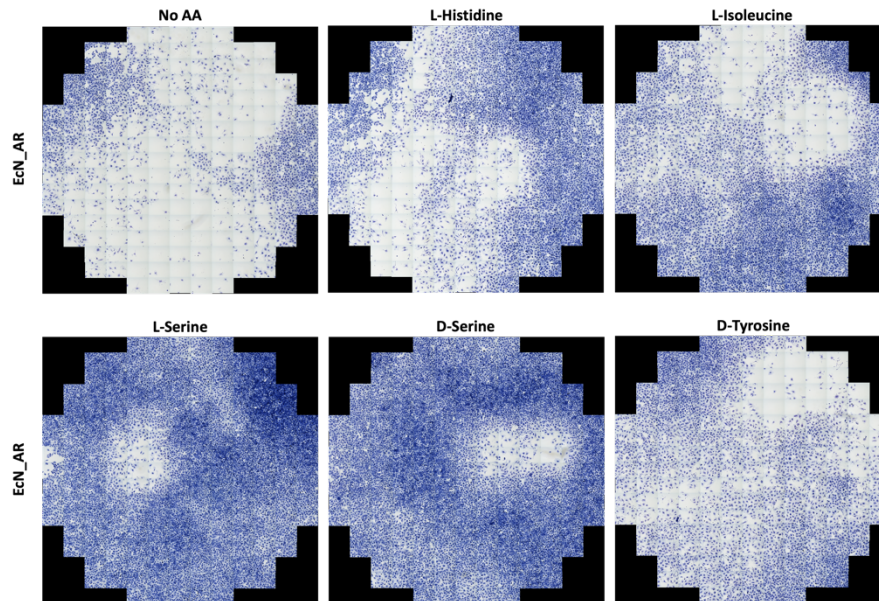 No AA
L-Histidine
L-Isoleucine
EcN_AR
L-Serine
D-Serine
D-Tyrosine
EcN_AR